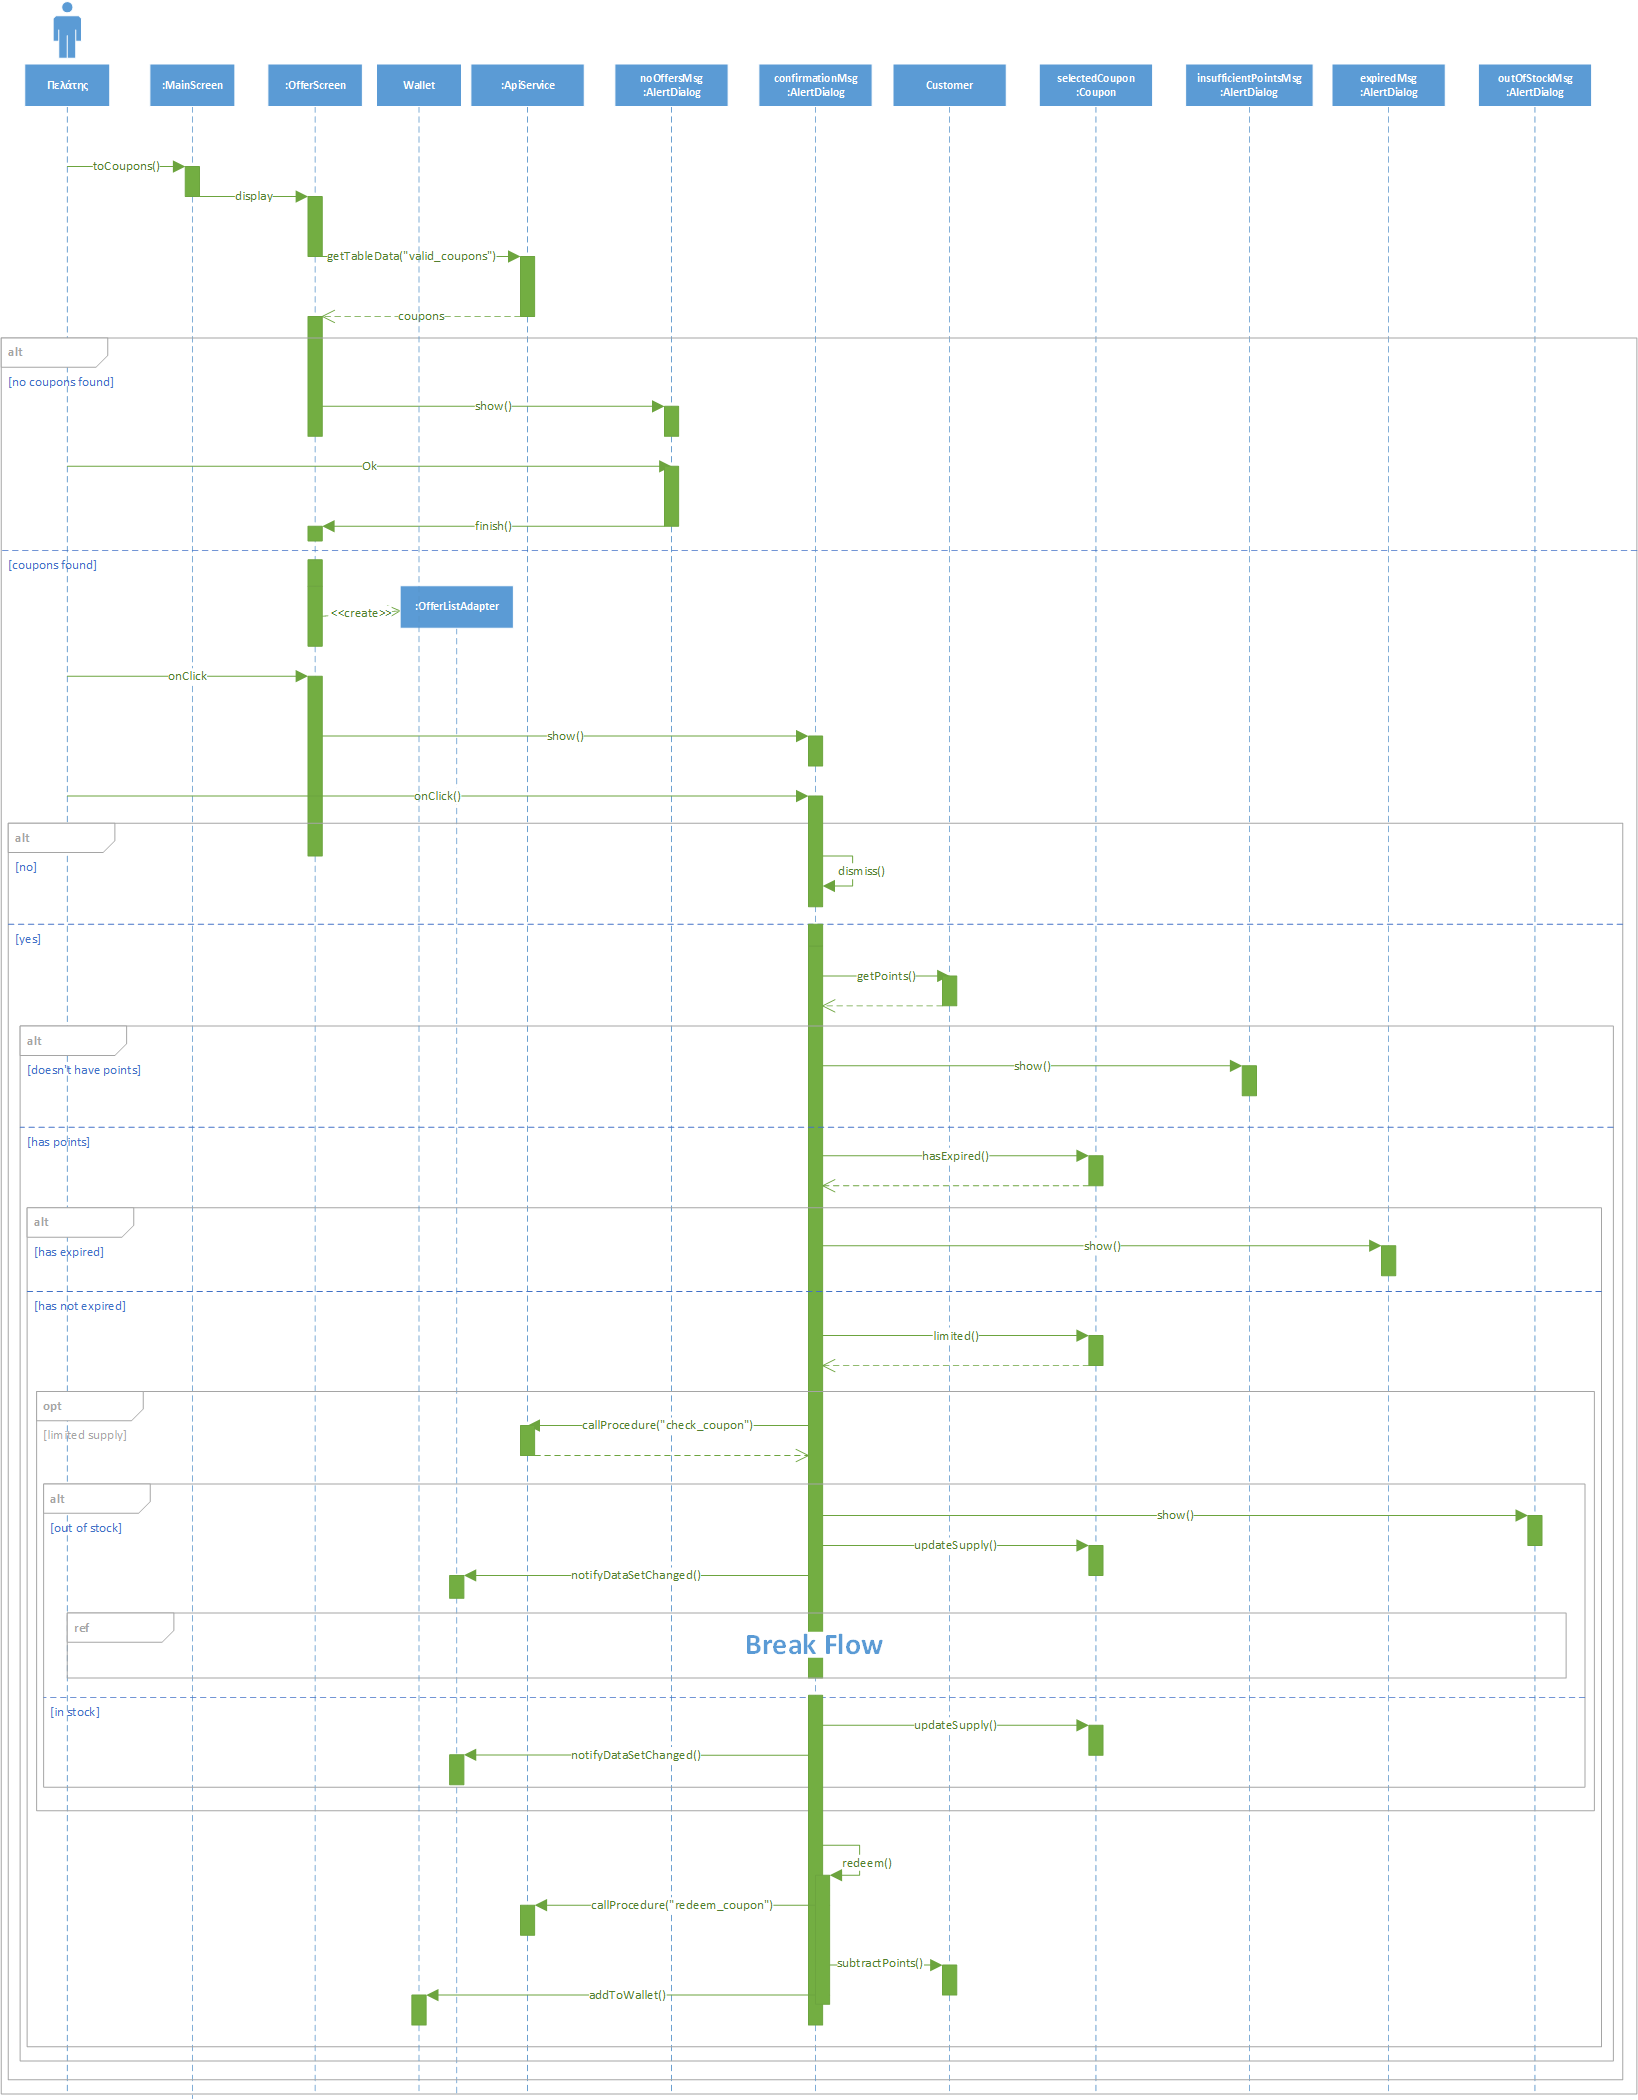 Πελάτης
:MainScreen
:OfferScreen
Wallet
:ApiService
noOffersMsg
:AlertDialog
confirmationMsg
:AlertDialog
Customer
selectedCoupon
:Coupon
insufficientPointsMsg
:AlertDialog
expiredMsg
:AlertDialog
outOfStockMsg
:AlertDialog
toCoupons()
display
getTableData("valid_coupons")
coupons
alt
[no coupons found]
show()
Ok
finish()
[coupons found]
<<create>>
:OfferListAdapter
onClick
show()
onClick()
alt
[no]
dismiss()
[yes]
getPoints()
alt
[doesn't have points]
show()
[has points]
hasExpired()
alt
[has expired]
show()
[has not expired]
limited()
opt
[limited supply]
callProcedure("check_coupon")
alt
[out of stock]
show()
updateSupply()
notifyDataSetChanged()
ref
Break Flow
[in stock]
updateSupply()
notifyDataSetChanged()
redeem()
callProcedure("redeem_coupon")
subtractPoints()
addToWallet()